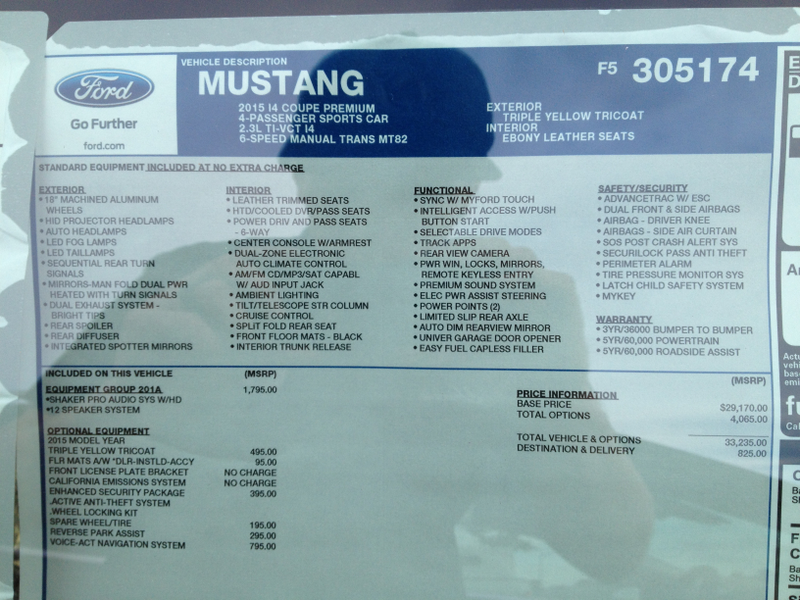 Ford
Go Further
ford.com
VEHICLE DESCRIPTION
MUSTANG
2015 I4 COUPE PREMIUM
4-PASSENGER SPORTS CAR
2.3L TI-VCT I4
6-SPEED MANUAL TRANS MT82
EXTERIOR
TRIPLE YELLOW TRICOAT
INTERIOR
EBONY LEATHER SEATS
F5 305174
STANDARD EQUIPMENT INCLUDED AT NO EXTRA CHARGE
EXTERIOR
• 18" MACHINED ALUMINUM
WHEELS
• HID PROJECTOR HEADLAMPS
• AUTO HEADLAMPS
• LED FOG LAMPS
• LED TAILLAMPS
• SEQUENTIAL REAR TURN
SIGNALS
• MIRRORS-MAN FOLD DUAL PWR
HEATED WITH TURN SIGNALS
• DUAL EXHAUST SYSTEM -
BRIGHT TIPS
• REAR SPOILER
• REAR DIFFUSER
• INTEGRATED SPOTTER MIRRORS
INTERIOR
• LEATHER TRIMMED SEATS
• HTD/COOLED DVR/PASS SEATS
• POWER DRIV AND PASS SEATS
- 6-WAY
• CENTER CONSOLE W/ARMREST
• DUAL-ZONE ELECTRONIC
AUTO CLIMATE CONTROL
• AM/FM CD/MP3/SAT CAPABL
W/ AUD INPUT JACK
• AMBIENT LIGHTING
• TILT/TELESCOPE STR COLUMN
• CRUISE CONTROL
• SPLIT FOLD REAR SEAT
• FRONT FLOOR MATS - BLACK
• INTERIOR TRUNK RELEASE
FUNCTIONAL
• SYNC W/ MYFORD TOUCH
• INTELLIGENT ACCESS W/PUSH
BUTTON START
• SELECTABLE DRIVE MODES
• TRACK APPS
• REAR VIEW CAMERA
• PWR WIN, LOCKS, MIRRORS,
REMOTE KEYLESS ENTRY
• PREMIUM SOUND SYSTEM
• ELEC PWR ASSIST STEERING
• POWER POINTS (2)
• LIMITED SLIP REAR AXLE
• AUTO DIM REARVIEW MIRROR
• UNIVER GARAGE DOOR OPENER
• EASY FUEL CAPLESS FILLER
SAFETY/SECURITY
• ADVANCETRAC W/ ESC
• DUAL FRONT & SIDE AIRBAGS
• AIRBAG - DRIVER KNEE
• AIRBAGS - SIDE AIR CURTAIN
• SOS POST CRASH ALERT SYS
• SECURILOCK PASS ANTI THEFT
• PERIMETER ALARM
• TIRE PRESSURE MONITOR SYS
• LATCH CHILD SAFETY SYSTEM
• MYKEY
WARRANTY
• 3YR/36000 BUMPER TO BUMPER
• 5YR/60,000 POWERTRAIN
• 5YR/60,000 ROADSIDE ASSIST
INCLUDED ON THIS VEHICLE (MSRP)
EQUIPMENT GROUP 201A 1,795.00
•SHAKER PRO AUDIO SYS W/HD
•12 SPEAKER SYSTEM
OPTIONAL EQUIPMENT
2015 MODEL YEAR
TRIPLE YELLOW TRICOAT 495.00
FLR MATS A/W *DLR-INSTLD-ACCY 95.00
FRONT LICENSE PLATE BRACKET NO CHARGE
CALIFORNIA EMISSIONS SYSTEM NO CHARGE
ENHANCED SECURITY PACKAGE 395.00
.ACTIVE ANTI-THEFT SYSTEM
.WHEEL LOCKING KIT
SPARE WHEEL/TIRE 195.00
REVERSE PARK ASSIST 295.00
VOICE-ACT NAVIGATION SYSTEM 795.00
(MSRP)
PRICE INFORMATION
BASE PRICE $29,170.00
TOTAL OPTIONS 4,065.00
TOTAL VEHICLE & OPTIONS 33,235.00
DESTINATION & DELIVERY 825.00